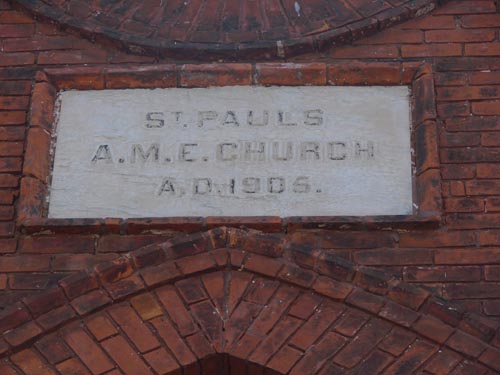 ST. PAULS
A.M.E. CHURCH
A.D. 1906.